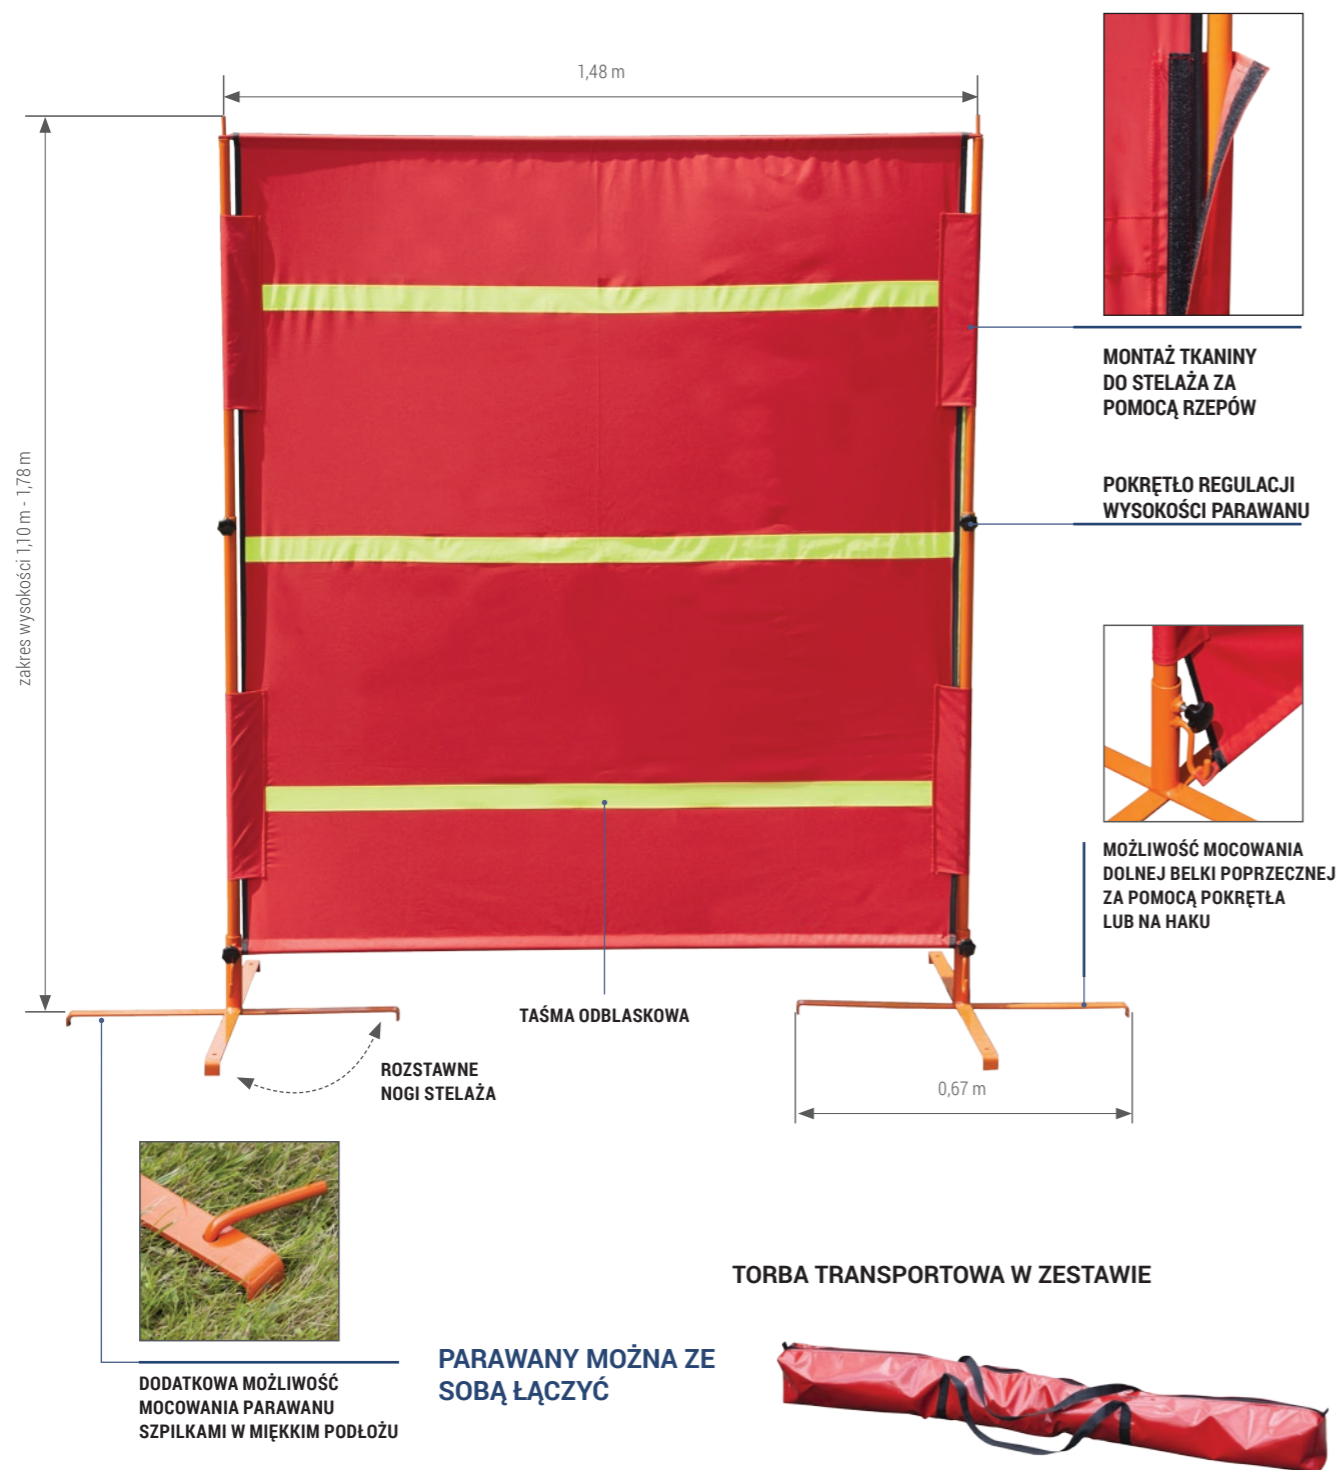 1,48 m
zakres wysokości 1,10 m - 1,78 m
MONTAŻ TKANINY
DO STELAŻA ZA
POMOCĄ RZEPÓW
POKRĘTŁO REGULACJI
WYSOKOŚCI PARAWANU
MOŻLIWOŚĆ MOCOWANIA
DOLNEJ BELKI POPRZECZNEJ
ZA POMOCĄ POKRĘTŁA
LUB NA HAKU
TAŚMA ODBLASKOWA
ROZSTAWNE
NOGI STELAŻA
0,67 m
TORBA TRANSPORTOWA W ZESTAWIE
PARAWANY MOŻNA ZE
SOBĄ ŁĄCZYĆ
DODATKOWA MOŻLIWOŚĆ
MOCOWANIA PARAWANU
SZPILKAMI W MIĘKKIM PODŁOŻU